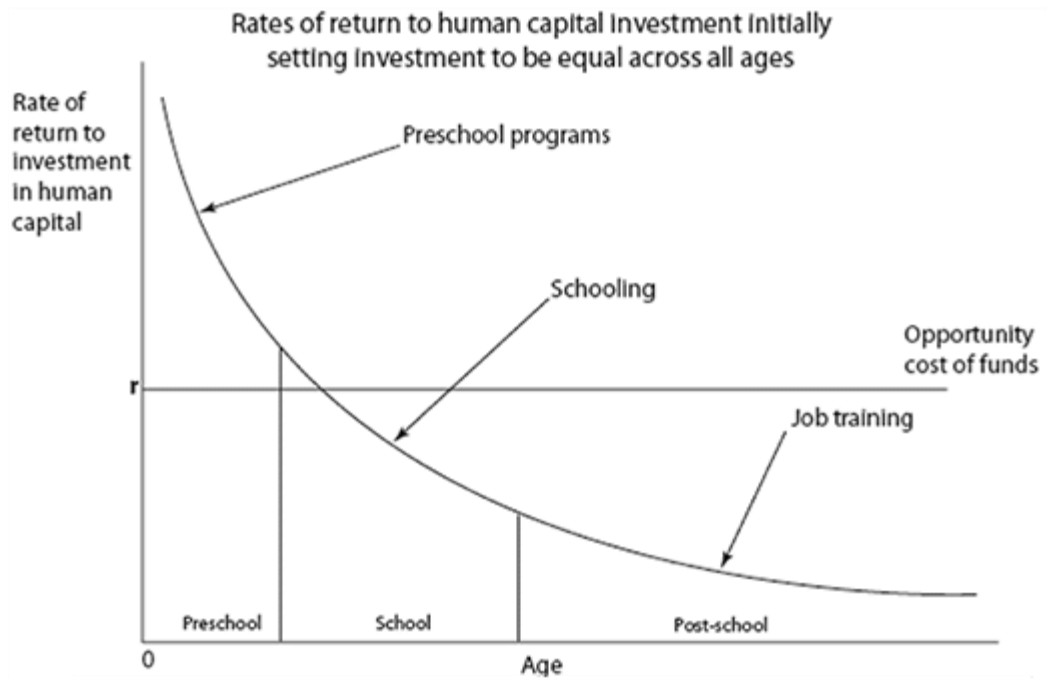 Rates of return to human capital investment initially
setting investment to be equal across all ages
Rate of
return to
investment
in human
capital
Preschool programs
Schooling
Opportunity
cost of funds
r
Job training
Preschool
School
Post-school
0
Age